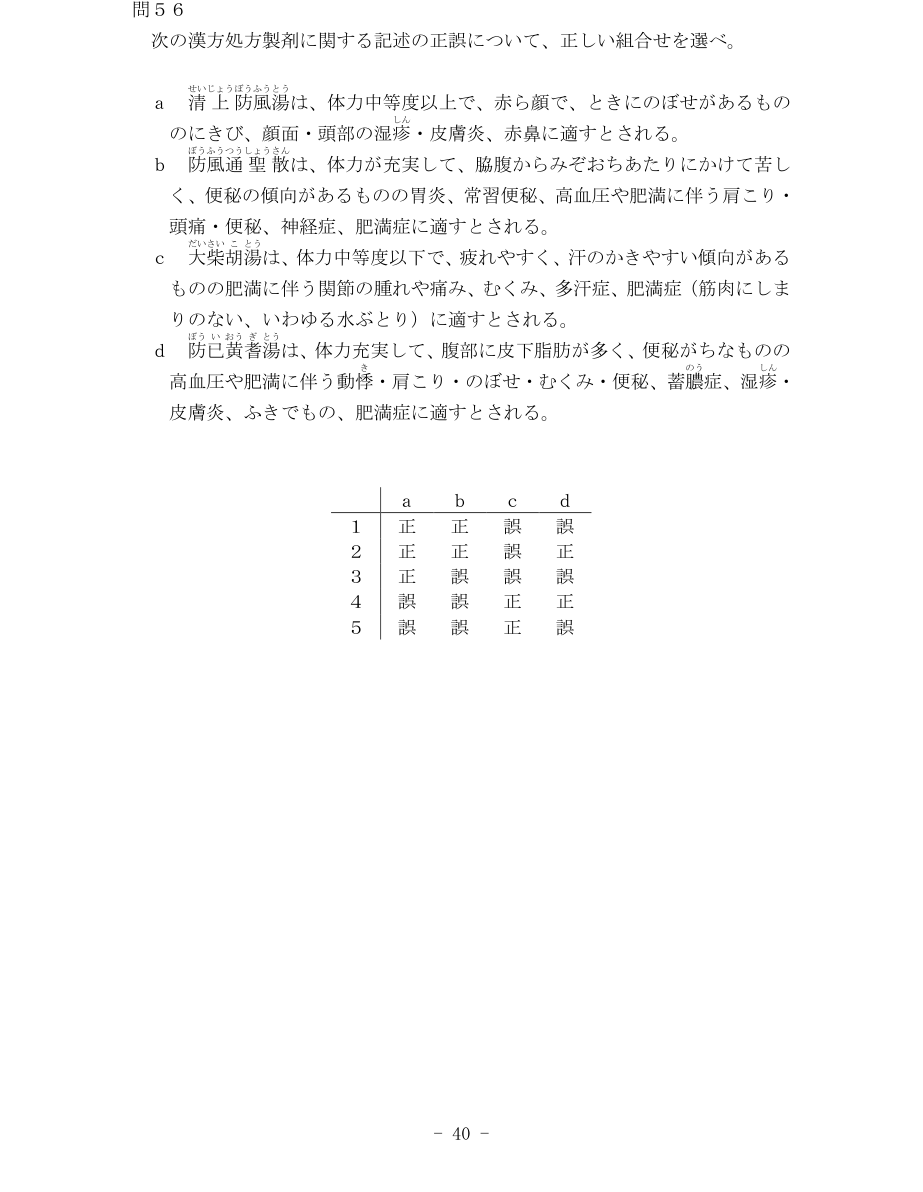 問５６
次の漢方処方製剤に関する記述の正誤について、正しい組合せを選べ。
せいじょうぼうふうとう
a　清上防風湯は、体力中等度以上で、赤ら顔で、ときにのぼせがあるもの
しん
のにきび、顔面・頭部の湿疹・皮膚炎、赤鼻に適すとされる。
ぼうふうつうしょうさん
b　防風通聖散は、体力が充実して、脇腹からみぞおちあたりにかけて苦し
く、便秘の傾向があるものの胃炎、常習便秘、高血圧や肥満に伴う肩こり・
頭痛・便秘、神経症、肥満症に適すとされる。
だいさいことう
c　大柴胡湯は、体力中等度以下で、疲れやすく、汗のかきやすい傾向がある
ものの肥満に伴う関節の腫れや痛み、むくみ、多汗症、肥満症（筋肉にしま
りのない、いわゆる水ぶとり）に適すとされる。
ぼういおうぎとう
d　防已黄耆湯は、体力充実して、腹部に皮下脂肪が多く、便秘がちなものの
き　のう　しん
高血圧や肥満に伴う動悸・肩こり・のぼせ・むくみ・便秘、蓄膿症、湿疹・
皮膚炎、ふきでもの、肥満症に適すとされる。
a b c d
1 正 正 誤 誤
2 正 正 誤 正
3 正 誤 誤 誤
4 誤 誤 正 正
5 誤 誤 正 誤
- 40 -